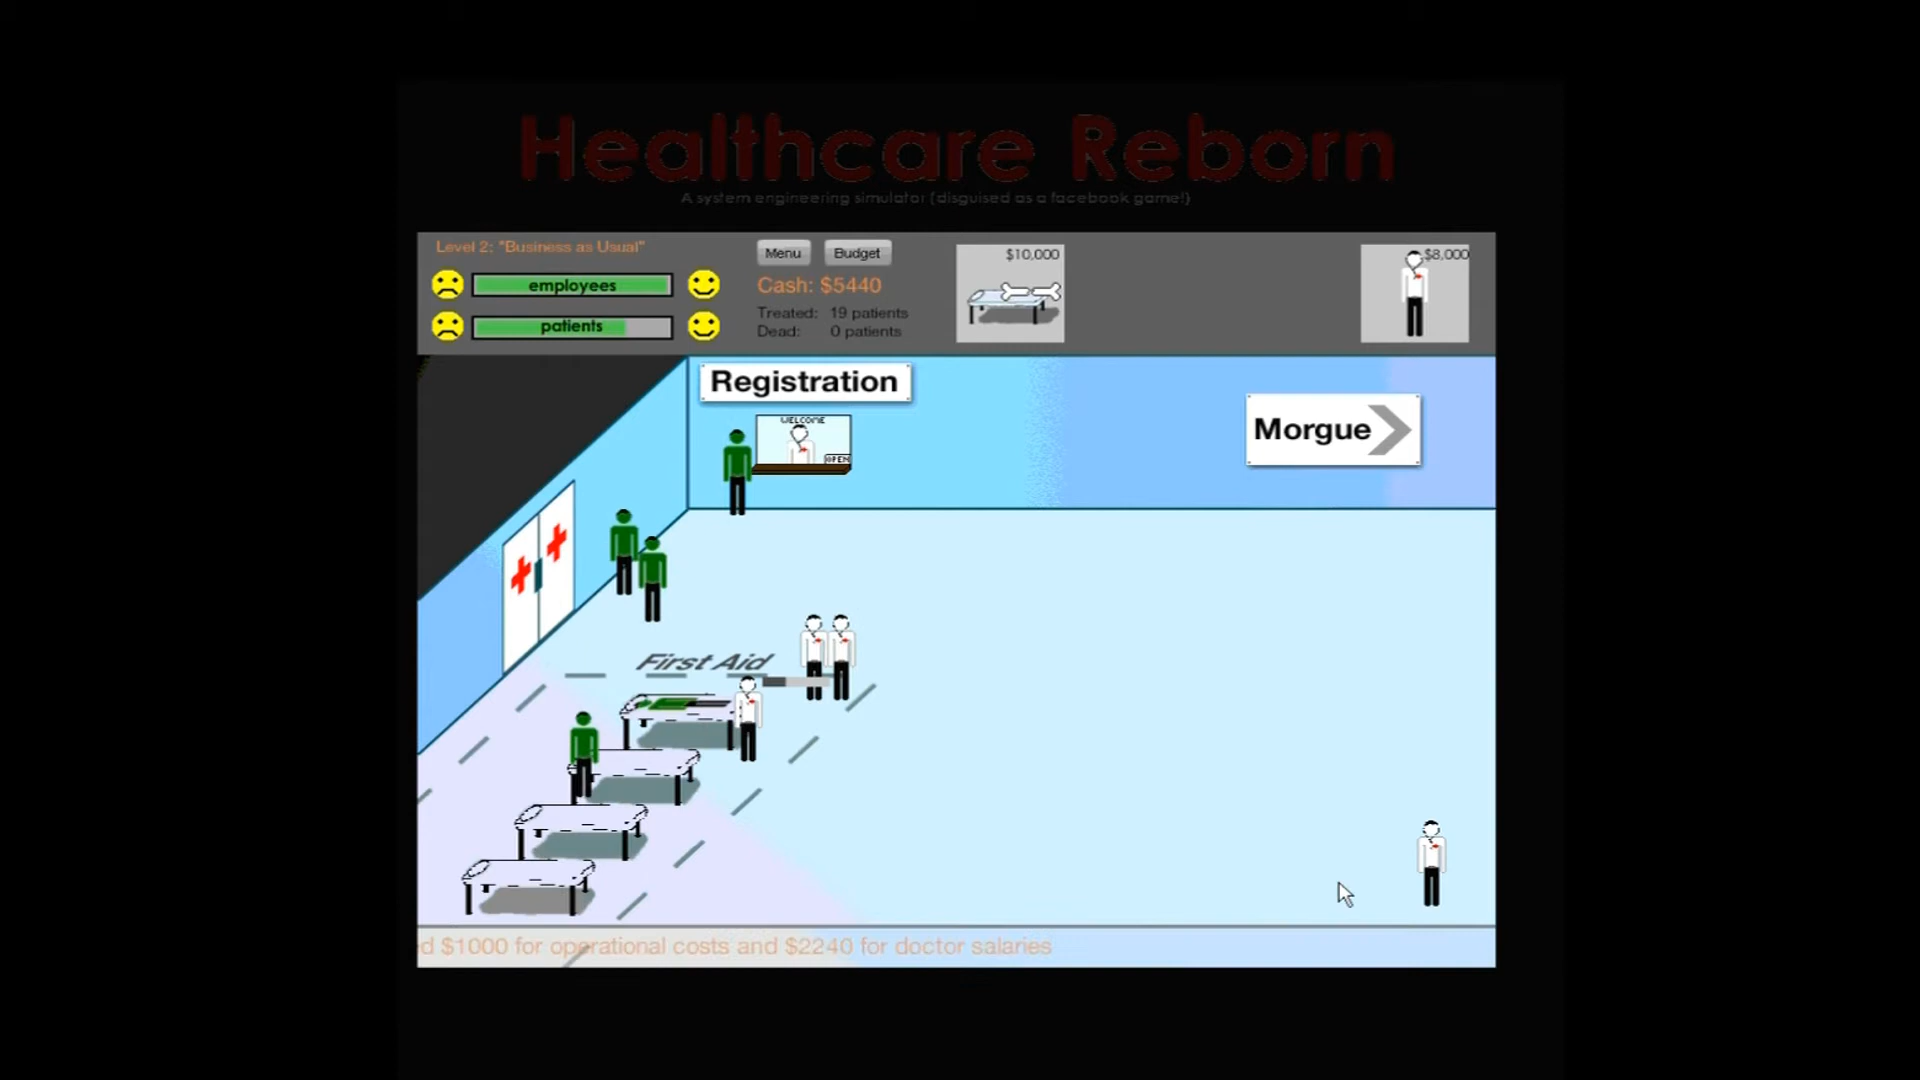 Healthcare Reborn
A system engineering simulator (disguised as a facebook game!)
Level 2: "Business as Usual"
Menu
Budget
$10,000
$8,000
employees
Cash: $5440
Treated: 19 patients
patients
Dead: 0 patients
Registration
WELCOME
OPEN
Morgue
First Aid
d $1000 for operational costs and $2240 for doctor salaries